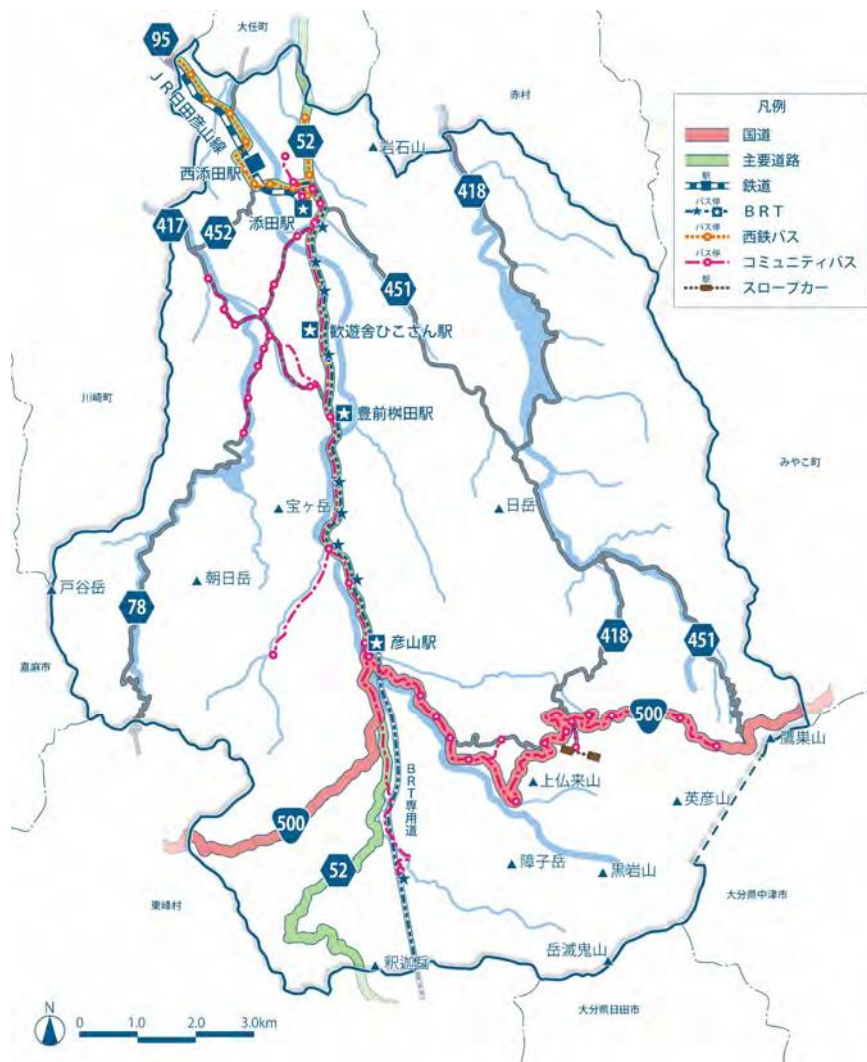 大任町
95
JR日田彦山線
赤村
52
岩石山
西添田駅
418
添田駅
417
452
451
歓遊舎ひこさん駅
川崎町
豊前桝田駅
みやこ町
宝ヶ岳
日岳
朝日岳
戸谷岳
78
彦山駅
418
451
嘉麻市
500
鷹巣山
上仏来山
英彦山
BRT専用道
500
障子岳
黒岩山
52
東峰村
大分県中津市
岳滅鬼山
釈迦岳
大分県日田市
凡例
国道
主要道路
駅
鉄道
バス停
BRT
バス停
西鉄バス
バス停
コミュニティバス
駅
スロープカー
N
0 1.0 2.0 3.0km